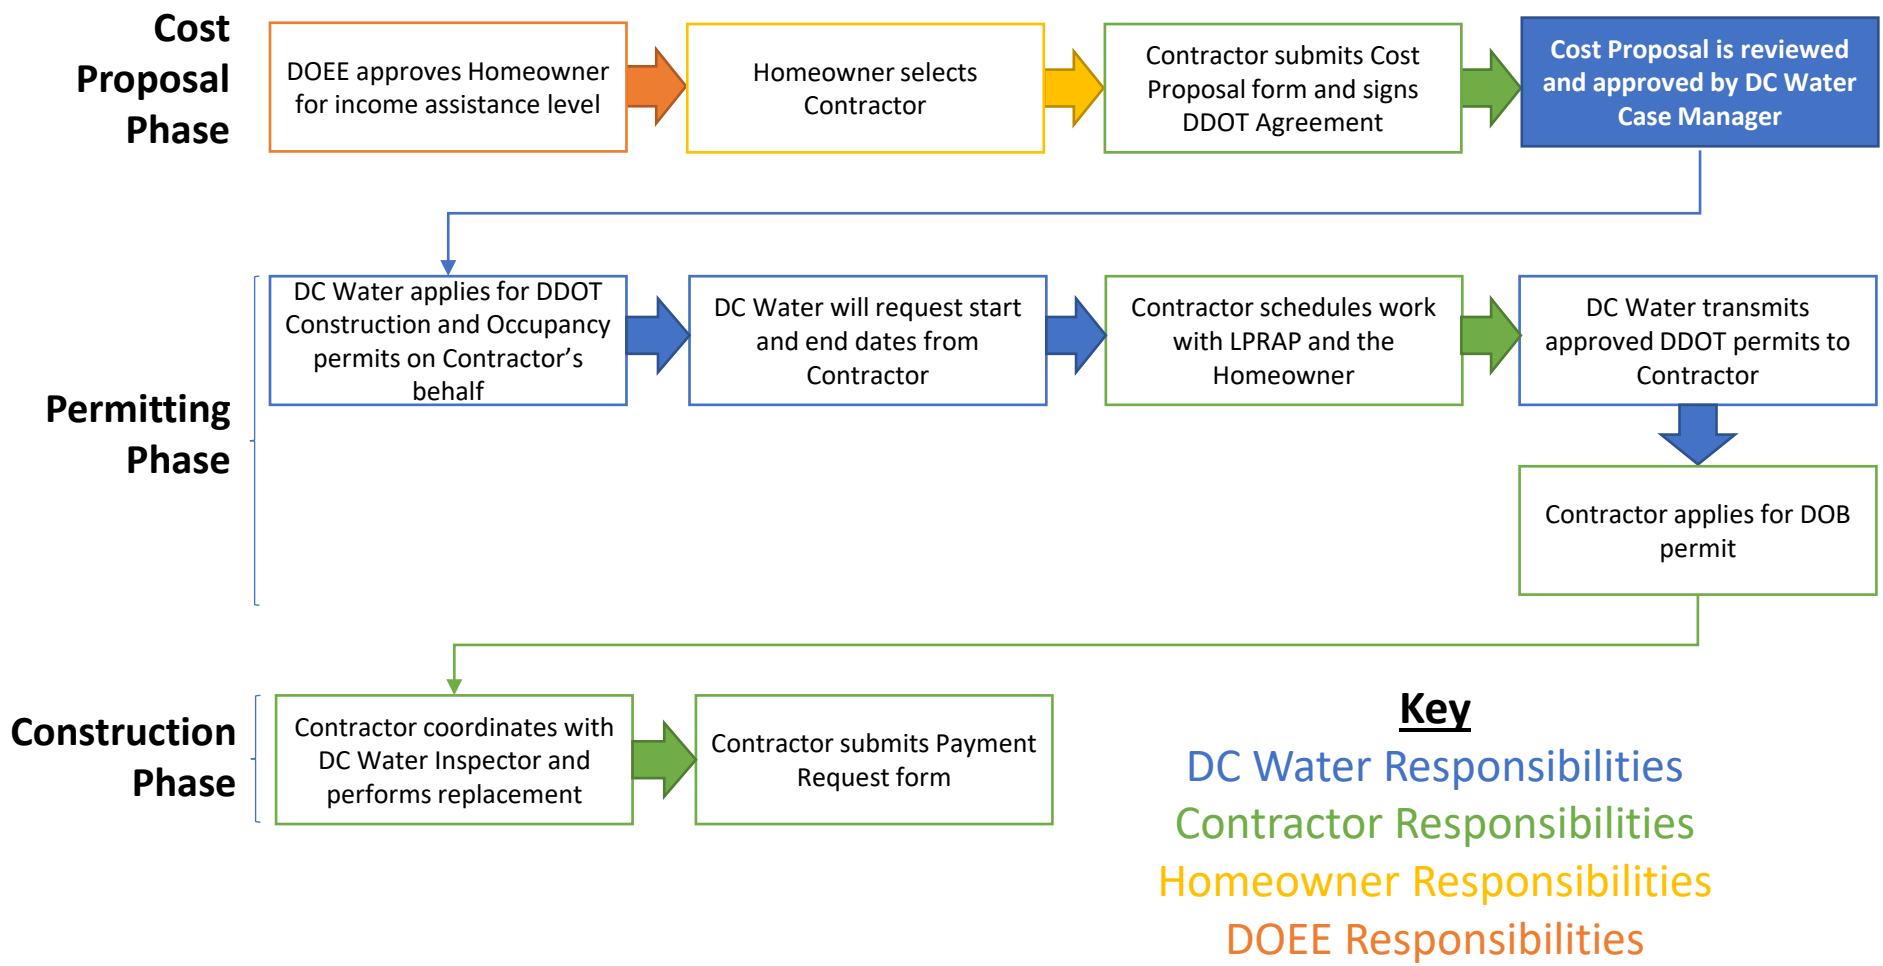 Cost
Proposal
Phase
DOEE approves Homeowner
for income assistance level
Homeowner selects
Contractor
Contractor submits Cost
Proposal form and signs
DDOT Agreement
Cost Proposal is reviewed
and approved by DC Water
Case Manager
Permitting
Phase
DC Water applies for DDOT
Construction and Occupancy
permits on Contractor’s
behalf
DC Water will request start
and end dates from
Contractor
Contractor schedules work
with LPRAP and the
Homeowner
DC Water transmits
approved DDOT permits to
Contractor
Contractor applies for DOB
permit
Construction
Phase
Contractor coordinates with
DC Water Inspector and
performs replacement
Contractor submits Payment
Request form
Key
DC Water Responsibilities
Contractor Responsibilities
Homeowner Responsibilities
DOEE Responsibilities